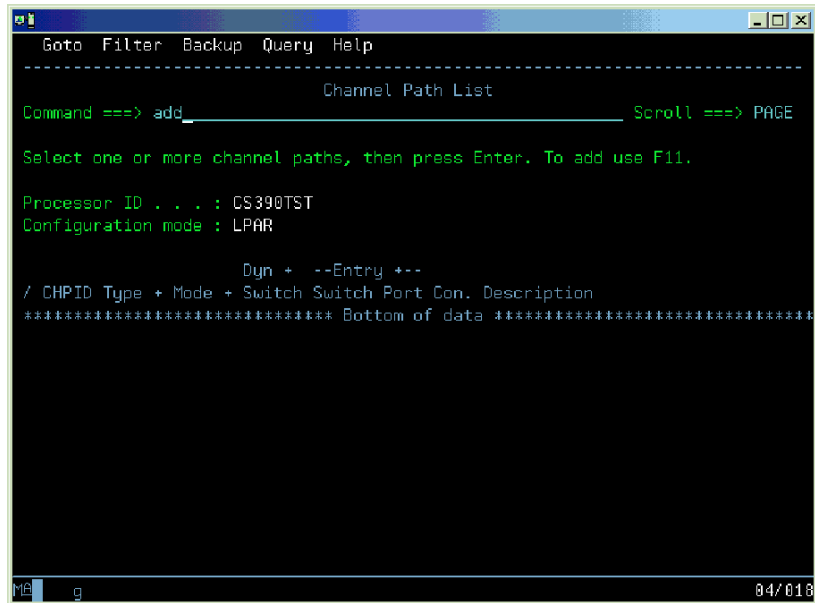 Goto Filter Backup Query Help
------------------------------------------------------------------------------
Channel Path List
Command ===> add_____________________________________________ Scroll ===> PAGE
Select one or more channel paths, then press Enter. To add use F11.
Processor ID . . . : CS390TST
Configuration mode : LPAR
Dyn + --Entry +--
/ CHPID Type + Mode + Switch Switch Port Con. Description
******************************* Bottom of data ********************************
MA g 04/018